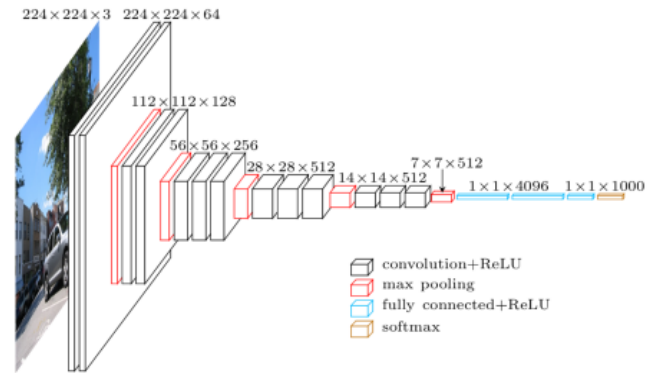 224×224×3
224×224×64
112×112×128
56×56×256
28×28×512
14×14×512
7×7×512
1×1×4096
1×1×1000
convolution+ReLU
max pooling
fully connected+ReLU
softmax